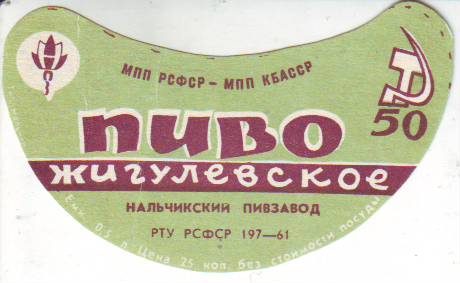 МПП РСФСР – МПП КБАССР
50
ПИВО
ЖИГУЛЕВСКОЕ
НАЛЬЧИКСКИЙ ПИВЗАВОД
РТУ РСФСР 197—61
Емк. 0,5 л. Цена 25 коп. без стоимости посуды